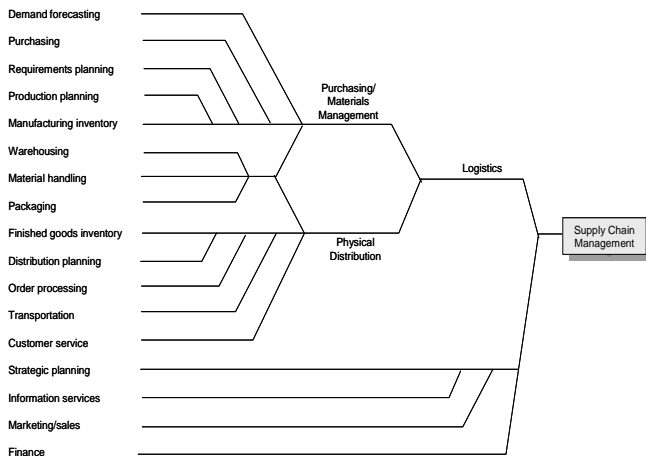 Demand forecasting
Purchasing
Requirements planning
Production planning
Manufacturing inventory
Warehousing
Material handling
Packaging
Finished goods inventory
Distribution planning
Order processing
Transportation
Customer service
Strategic planning
Information services
Marketing/sales
Finance
Purchasing/
Materials
Management
Physical
Distribution
Logistics
Supply Chain
Management